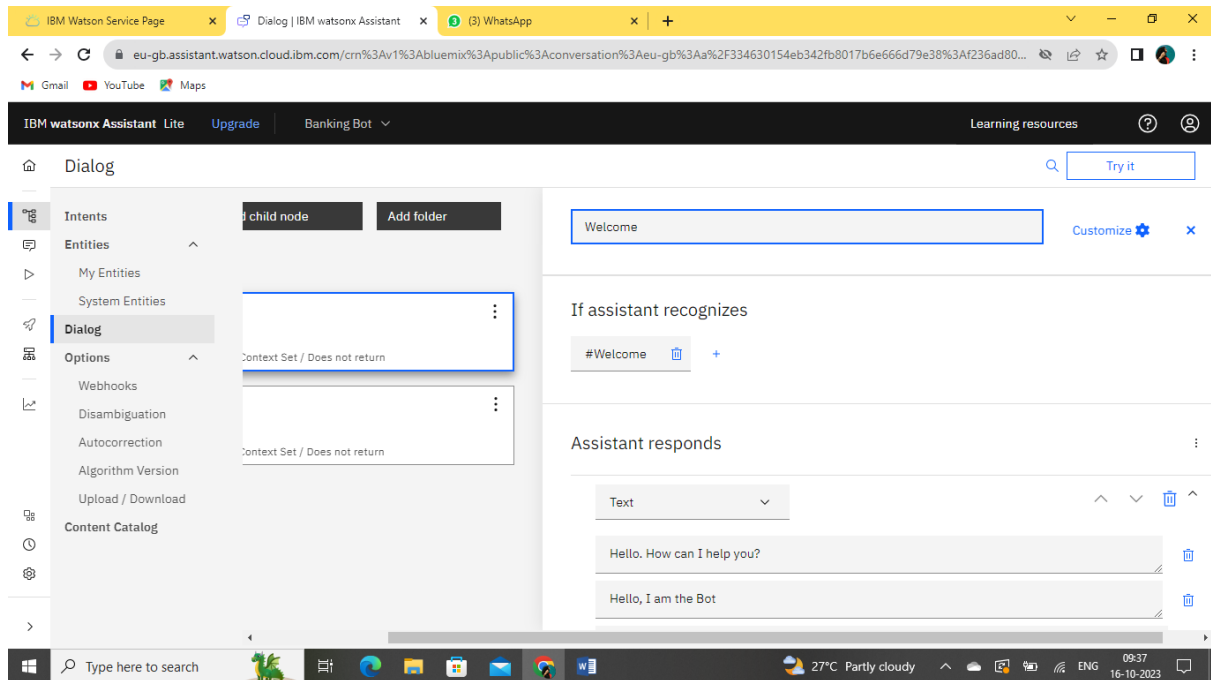 IBM Watson Service Page
Dialog | IBM watsonx Assistant
(3) WhatsApp
eu-gb.assistant.watson.cloud.ibm.com/crn%3Av1%3Abluemix%3Apublic%3Aconversation%3Aeu-gb%3Aa%2F334630154eb342fb8017b6e666d79e38%3Af236ad80...
Gmail YouTube Maps
IBM watsonx Assistant Lite Upgrade Banking Bot Learning resources
Dialog Try it
Intents
Entities
My Entities
System Entities
Dialog
Options
Webhooks
Disambiguation
Autocorrection
Algorithm Version
Upload / Download
Content Catalog
d child node Add folder
Context Set / Does not return
Context Set / Does not return
Welcome Customize
If assistant recognizes
#Welcome
Assistant responds
Text
Hello. How can I help you?
Hello, I am the Bot
Type here to search 27°C Partly cloudy ENG 09:37
16-10-2023